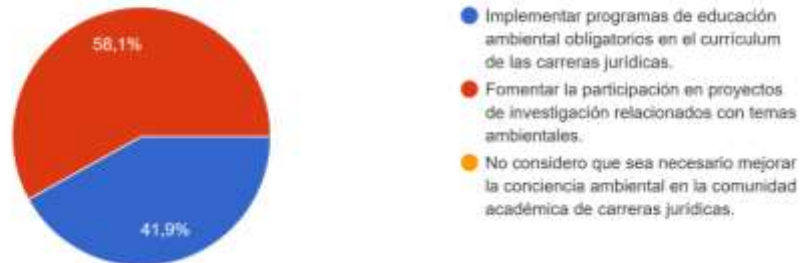 58,1%
41,9%
Implementar programas de educación
ambiental obligatorios en el curriculum
de las carreras jurídicas.
Fomentar la participación en proyectos
de investigación relacionados con temas
ambientales.
No considero que sea necesario mejorar
la conciencia ambiental en la comunidad
académica de carreras jurídicas.